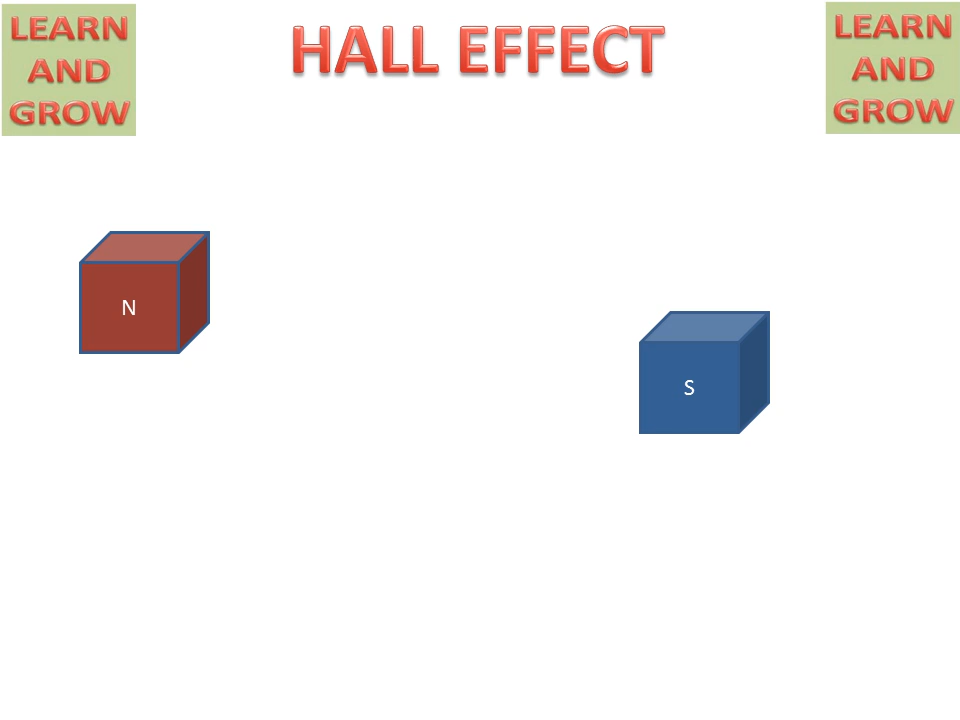 LEARN
AND
GROW
HALL EFFECT
LEARN
AND
GROW
N
S